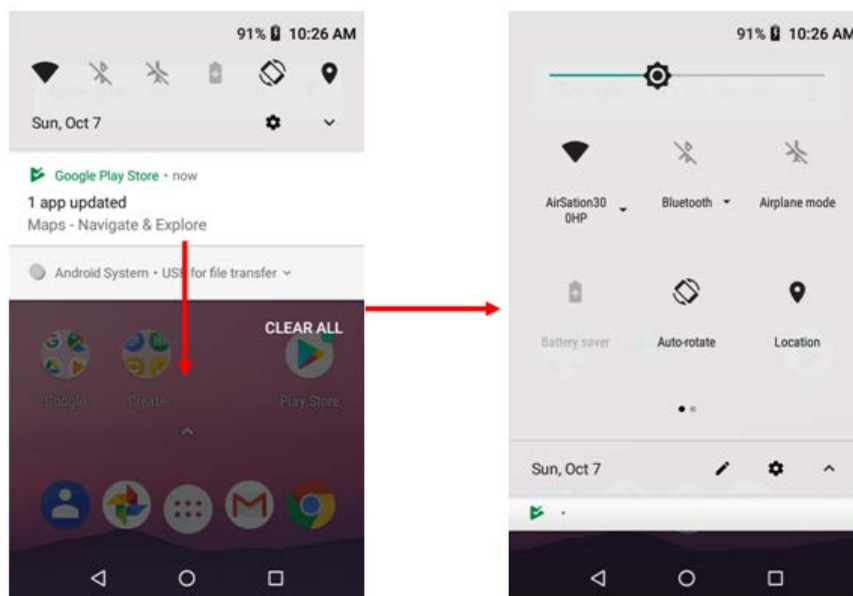 91% 10:26 AM
Sun, Oct 7
Google Play Store • now
1 app updated
Maps - Navigate & Explore
Android System • USB for file transfer
CLEAR ALL
Google
Create
Play Store
91% 10:26 AM
AirSation30
0HP
Bluetooth
Airplane mode
Battery saver
Auto-rotate
Location
Sun, Oct 7